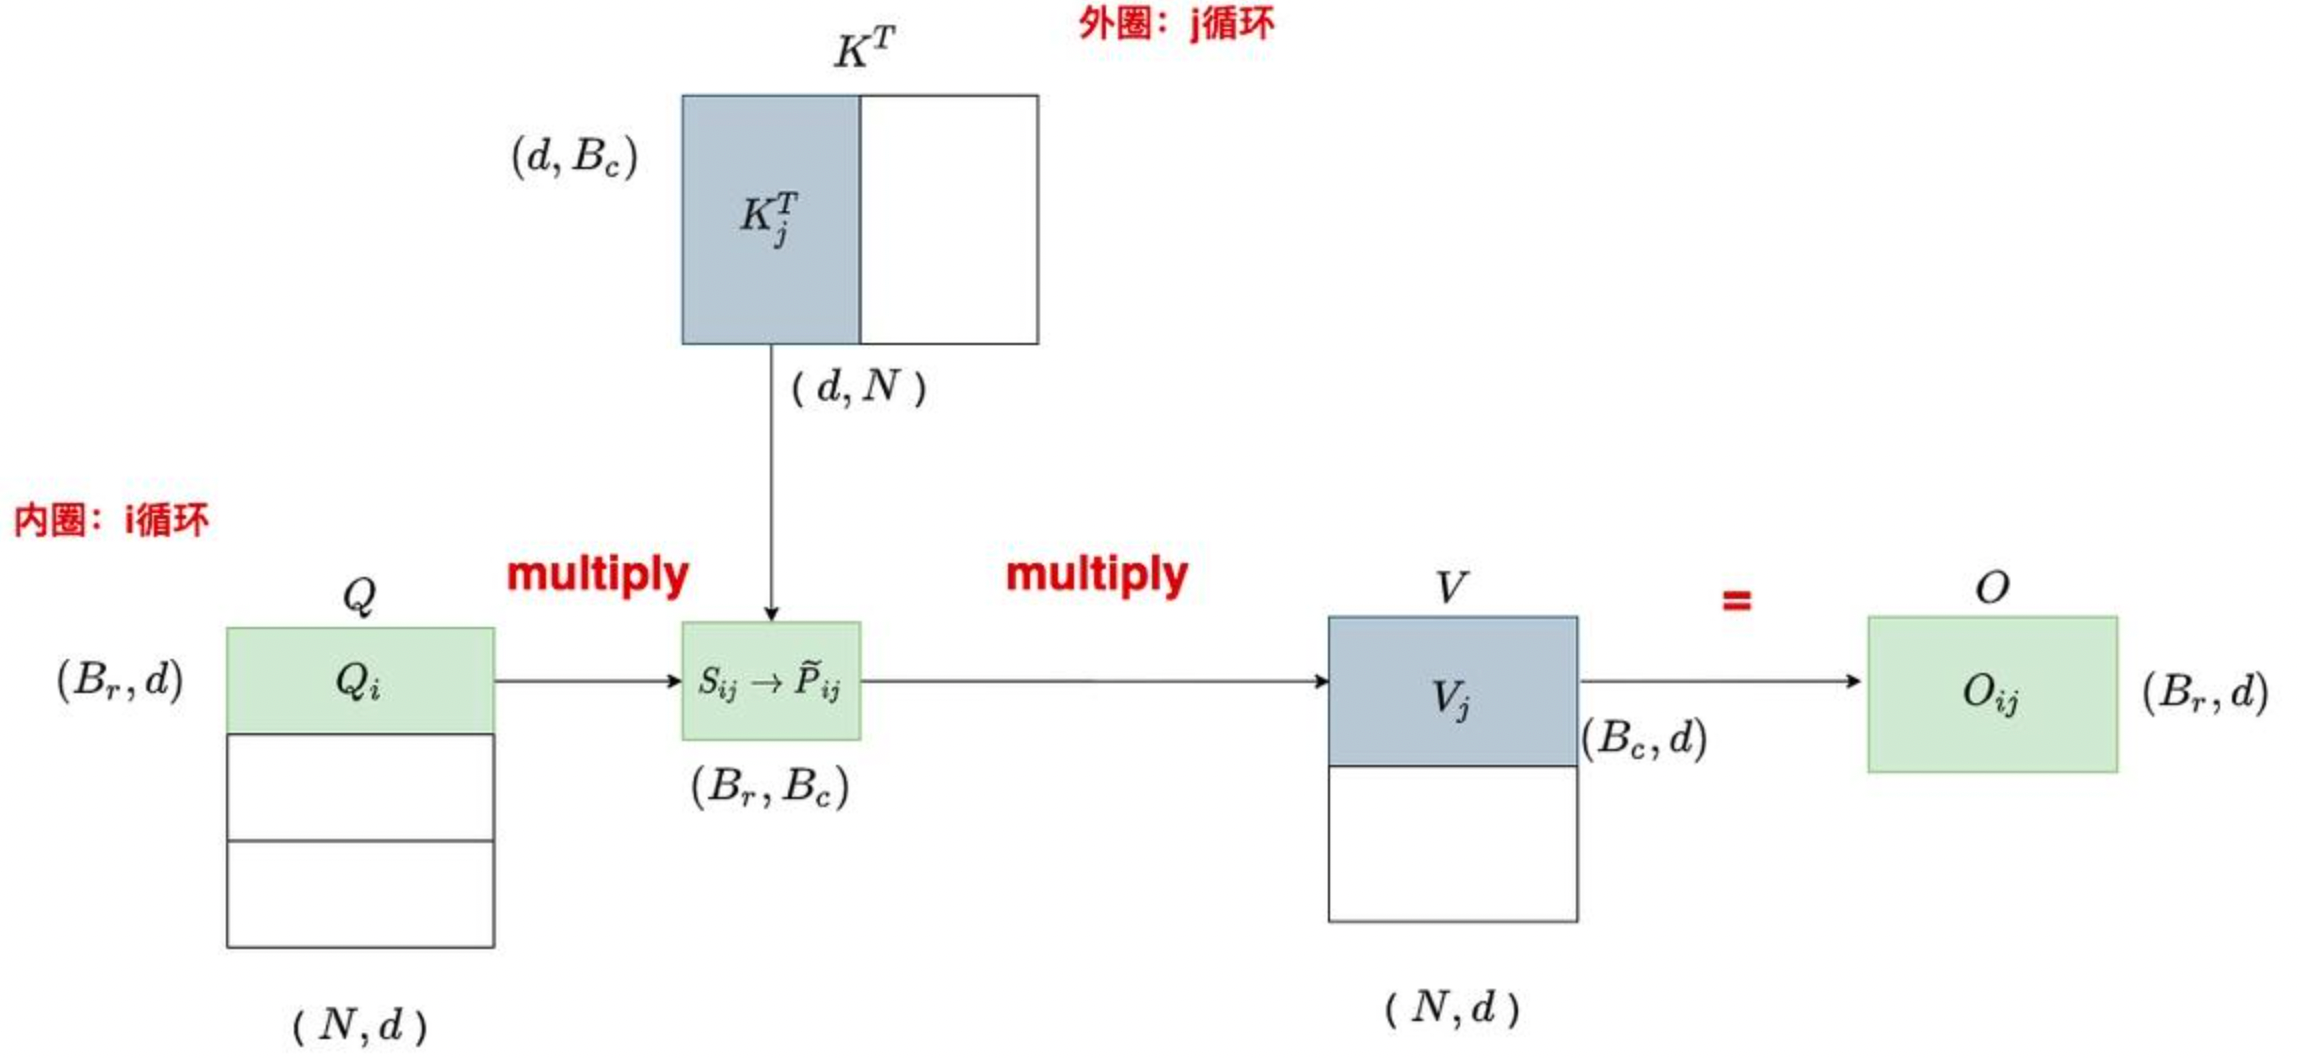 外圈：j循环
K^T
(d, B_c)
K_j^T
( d, N )
内圈：i循环
multiply
multiply
Q
V
=
O
(B_r, d)
Q_i
S_{ij} → \widetilde{P}_{ij}
V_j
O_{ij}
(B_r, d)
(B_c, d)
(B_r, B_c)
( N, d )
( N, d )